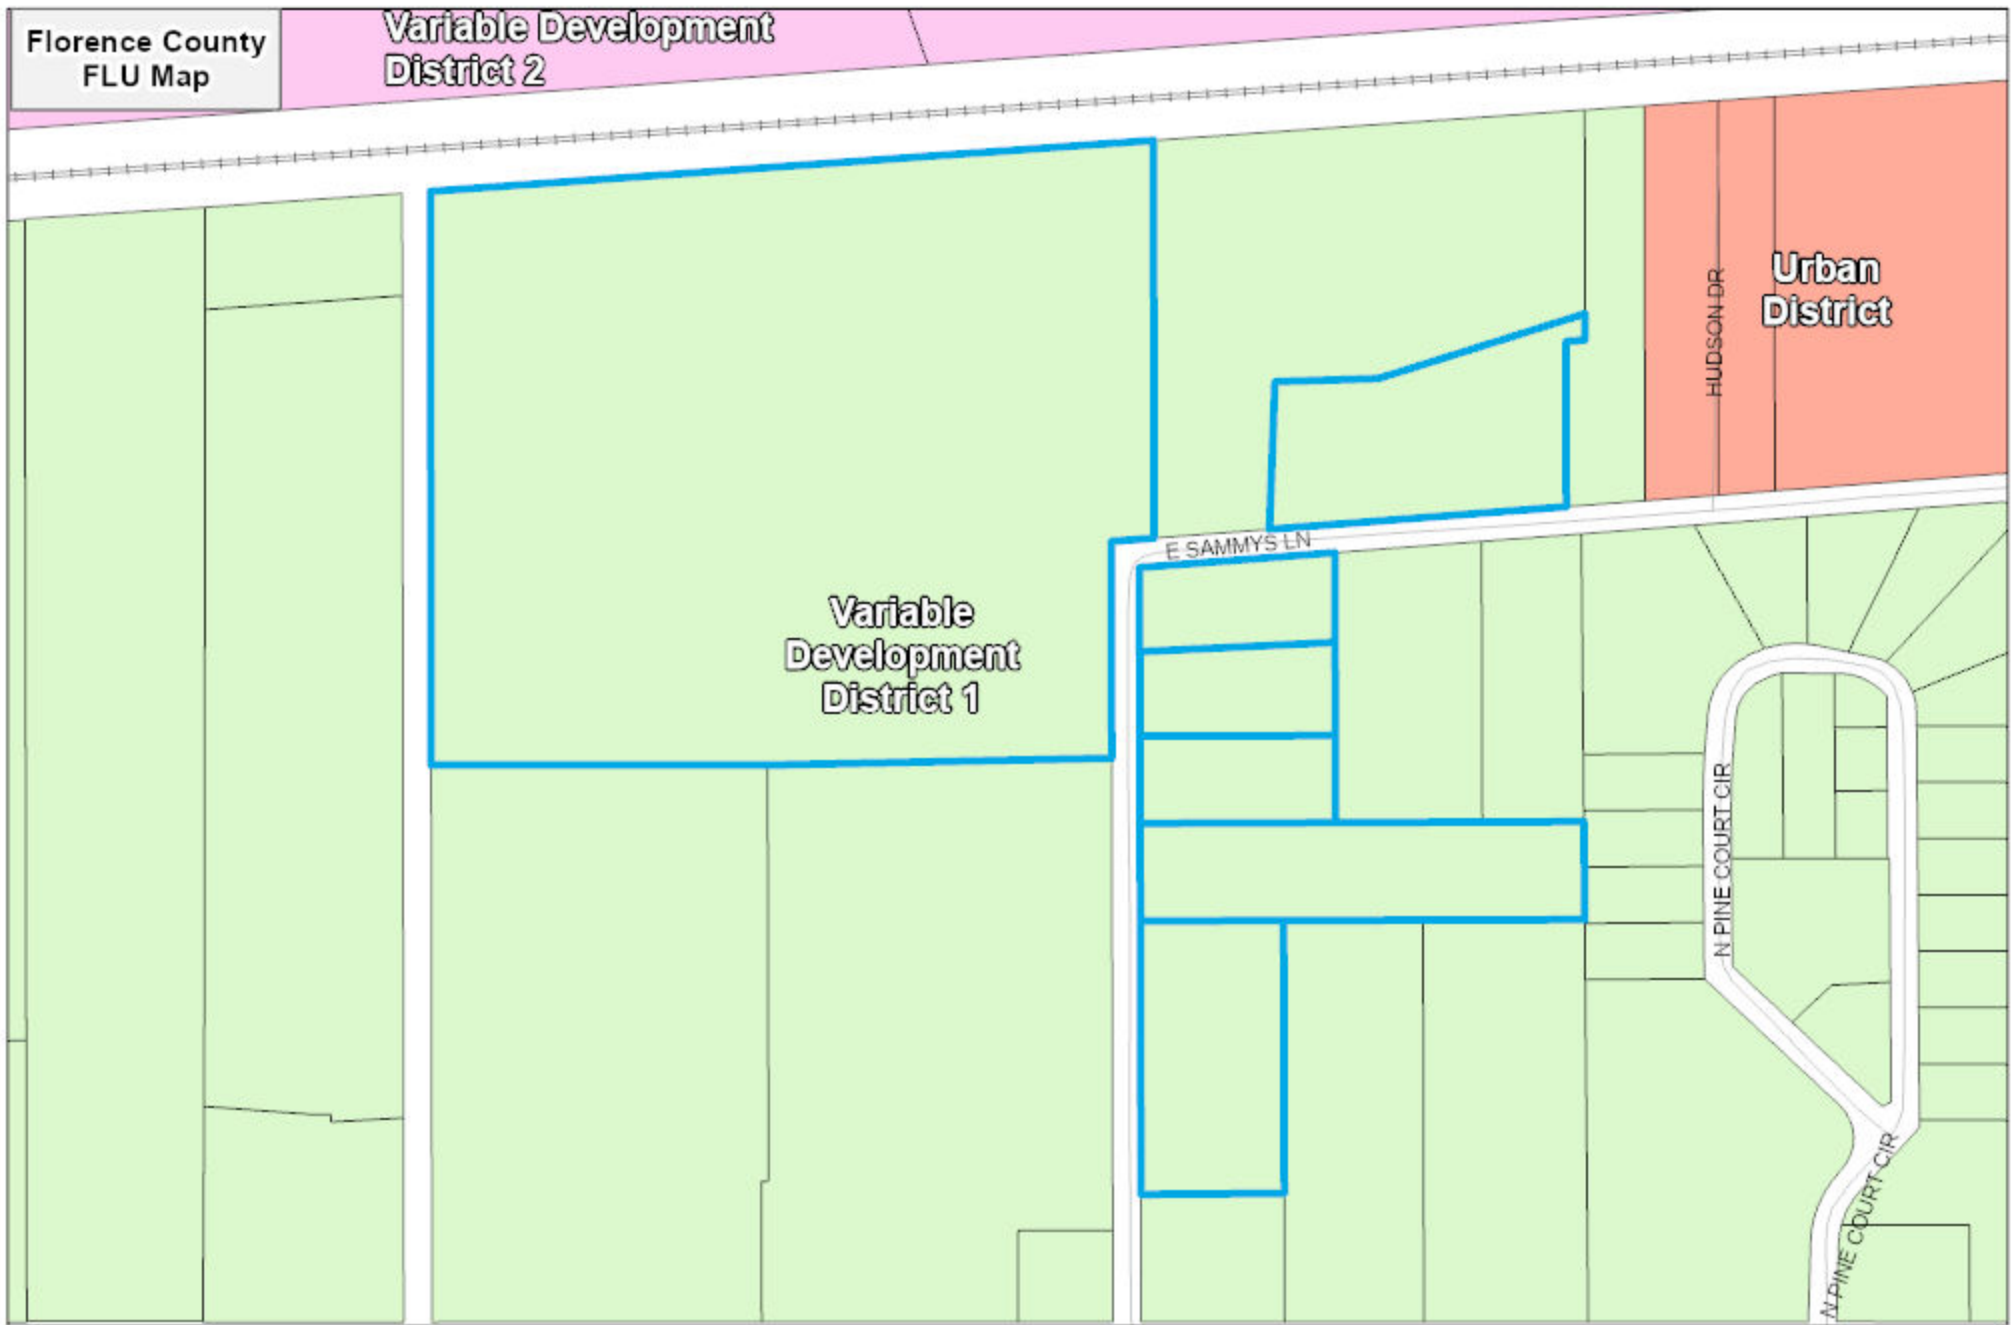 Florence County
FLU Map
Variable Development
District 2
Urban
District
HUDSON DR
E SAMMYS LN
Variable
Development
District 1
N PINE COURT CIR
N PINE COURT CIR